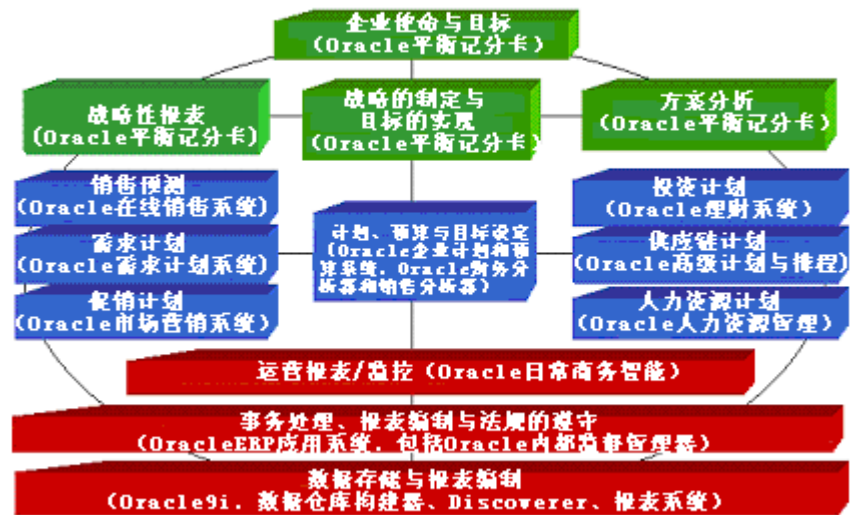 企业使命与目标
(Oracle平衡记分卡)
战略性报表
(Oracle平衡记分卡)
战略的制定与
目标的实现
(Oracle平衡记分卡)
方案分析
(Oracle平衡记分卡)
销售预测
(Oracle在线销售系统)
需求计划
(Oracle需求计划系统)
促销计划
(Oracle市场营销系统)
计划、预算与目标设定
(Oracle企业计划和预
算系统．Oracle财务分
析器和销售分析器)
投资计划
(Oracle理财系统)
供应链计划
(Oracle高级计划与排程)
人力资源计划
(Oracle人力资源管理)
运营报表/监控（Oracle日常商务智能）
事务处理、报表编制与法规的遵守
(OracleERP应用系统．包括Oracle内部监督管理器)
数据存储与报表编制
(Oracle9i．数据仓库构建器、Discoverer、报表系统)